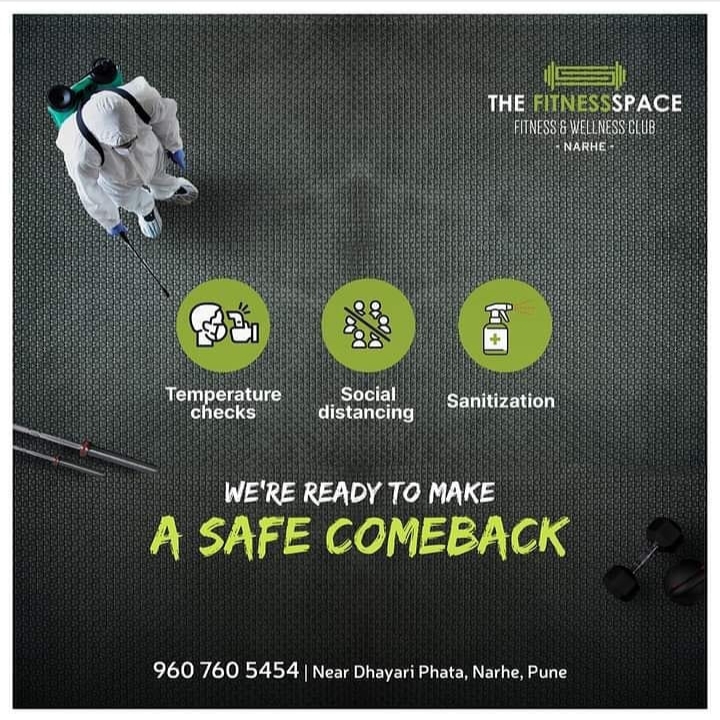 THE FITNESSSPACE
FITNESS & WELLNESS CLUB
- NARHE -
Temperature
checks
Social
distancing
Sanitization
WE'RE READY TO MAKE
A SAFE COMEBACK
960 760 5454 | Near Dhayari Phata, Narhe, Pune